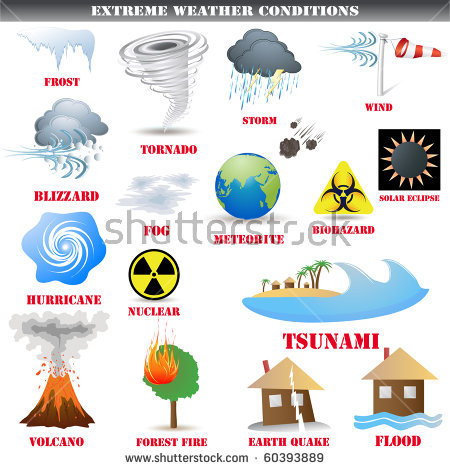 EXTREME WEATHER CONDITIONS
FROST
TORNADO
STORM
WIND
BLIZZARD
FOG
METEORITE
BIOHAZARD
SOLAR ECLIPSE
shutterstock
HURRICANE
NUCLEAR
TSUNAMI
VOLCANO
FOREST FIRE
EARTH QUAKE
FLOOD
www.shutterstock.com · 60393889